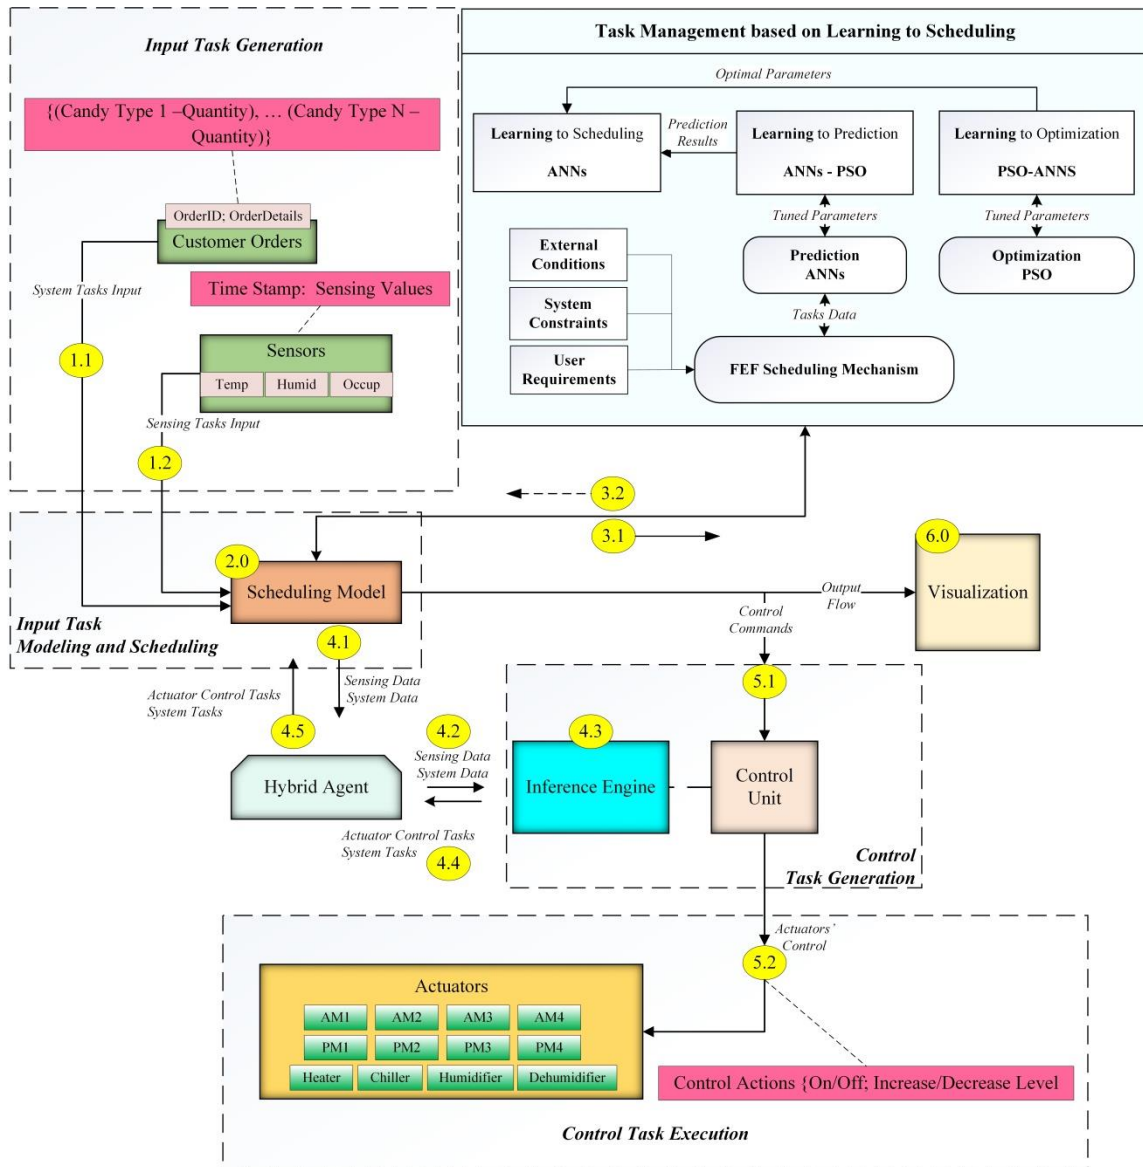 Input Task Generation
{(Candy Type 1 –Quantity), … (Candy Type N –
Quantity)}
OrderID; OrderDetails
Customer Orders
System Tasks Input
Time Stamp:  Sensing Values
1.1
Sensors
Temp
Humid
Occup
Sensing Tasks Input
1.2
Task Management based on Learning to Scheduling
Optimal Parameters
Learning to Scheduling
ANNs
Prediction
Results
Learning to Prediction
ANNs - PSO
Learning to Optimization
PSO-ANNS
Tuned Parameters
Tuned Parameters
External
Conditions
Prediction
ANNs
Optimization
PSO
System
Constraints
Tasks Data
User
Requirements
FEF Scheduling Mechanism
3.2
3.1
2.0
Scheduling Model
Input Task
Modeling and Scheduling
4.1
Output
Flow
6.0
Visualization
Control
Commands
Sensing Data
System Data
Actuator Control Tasks
System Tasks
4.5
Hybrid Agent
4.2
Sensing Data
System Data
Actuator Control Tasks
System Tasks
4.4
5.1
4.3
Inference Engine
Control
Unit
Control
Task Generation
Actuators’
Control
5.2
Actuators
AM1
AM2
AM3
AM4
PM1
PM2
PM3
PM4
Heater
Chiller
Humidifier
Dehumidifier
Control Actions {On/Off; Increase/Decrease Level
Control Task Execution